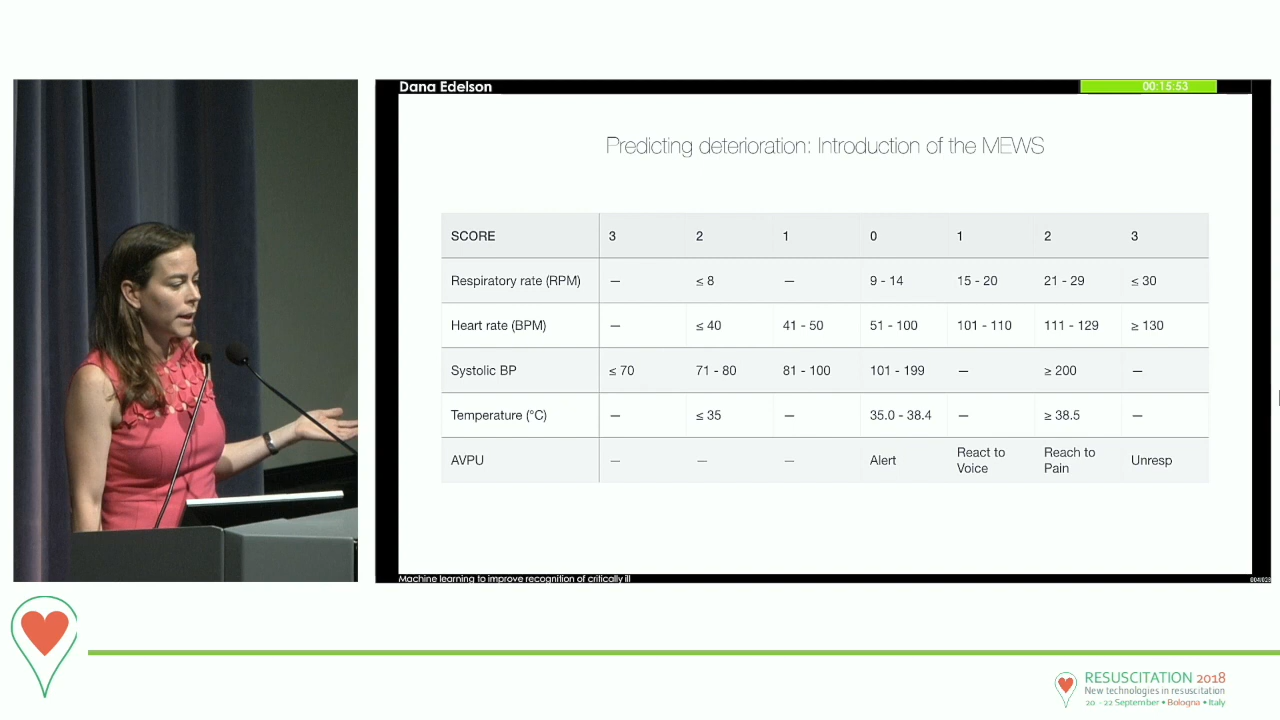 Dana Edelson
00:15:53
Predicting deterioration: Introduction of the MEWS
SCORE 3 2 1 0 1 2 3
Respiratory rate (RPM) — ≤ 8 — 9 - 14 15 - 20 21 - 29 ≤ 30
Heart rate (BPM) — ≤ 40 41 - 50 51 - 100 101 - 110 111 - 129 ≥ 130
Systolic BP ≤ 70 71 - 80 81 - 100 101 - 199 — ≥ 200 —
Temperature (°C) — ≤ 35 — 35.0 - 38.4 — ≥ 38.5 —
AVPU — — — Alert React to Voice Reach to Pain Unresp
Machine learning to improve recognition of critically ill
RESUSCITATION 2018
New technologies in resuscitation
20 - 22 September • Bologna • Italy